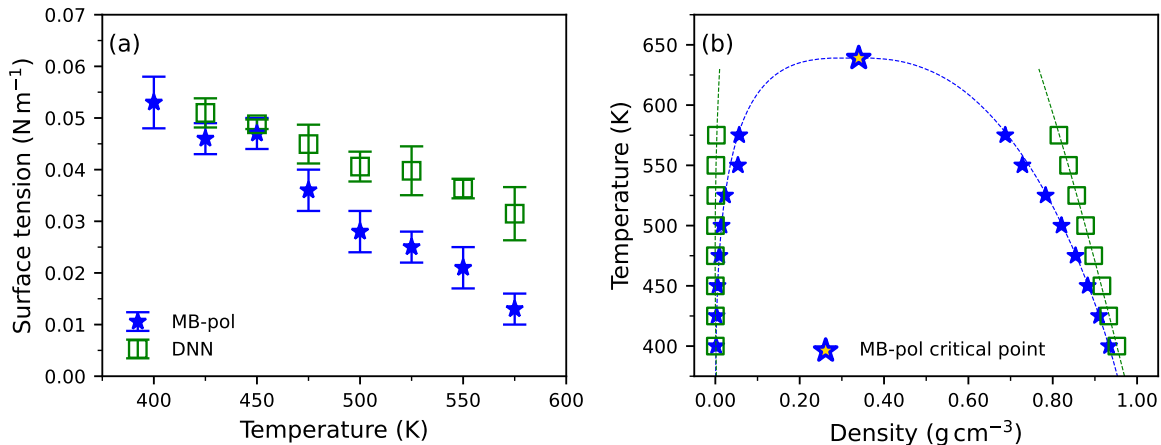 (a)
Surface tension (N m⁻¹)
0.07
0.06
0.05
0.04
0.03
0.02
0.01
0.00
MB-pol
DNN
400 450 500 550 600
Temperature (K)
(b)
Temperature (K)
650
600
550
500
450
400
MB-pol critical point
0.00 0.20 0.40 0.60 0.80 1.00
Density (g cm⁻³)